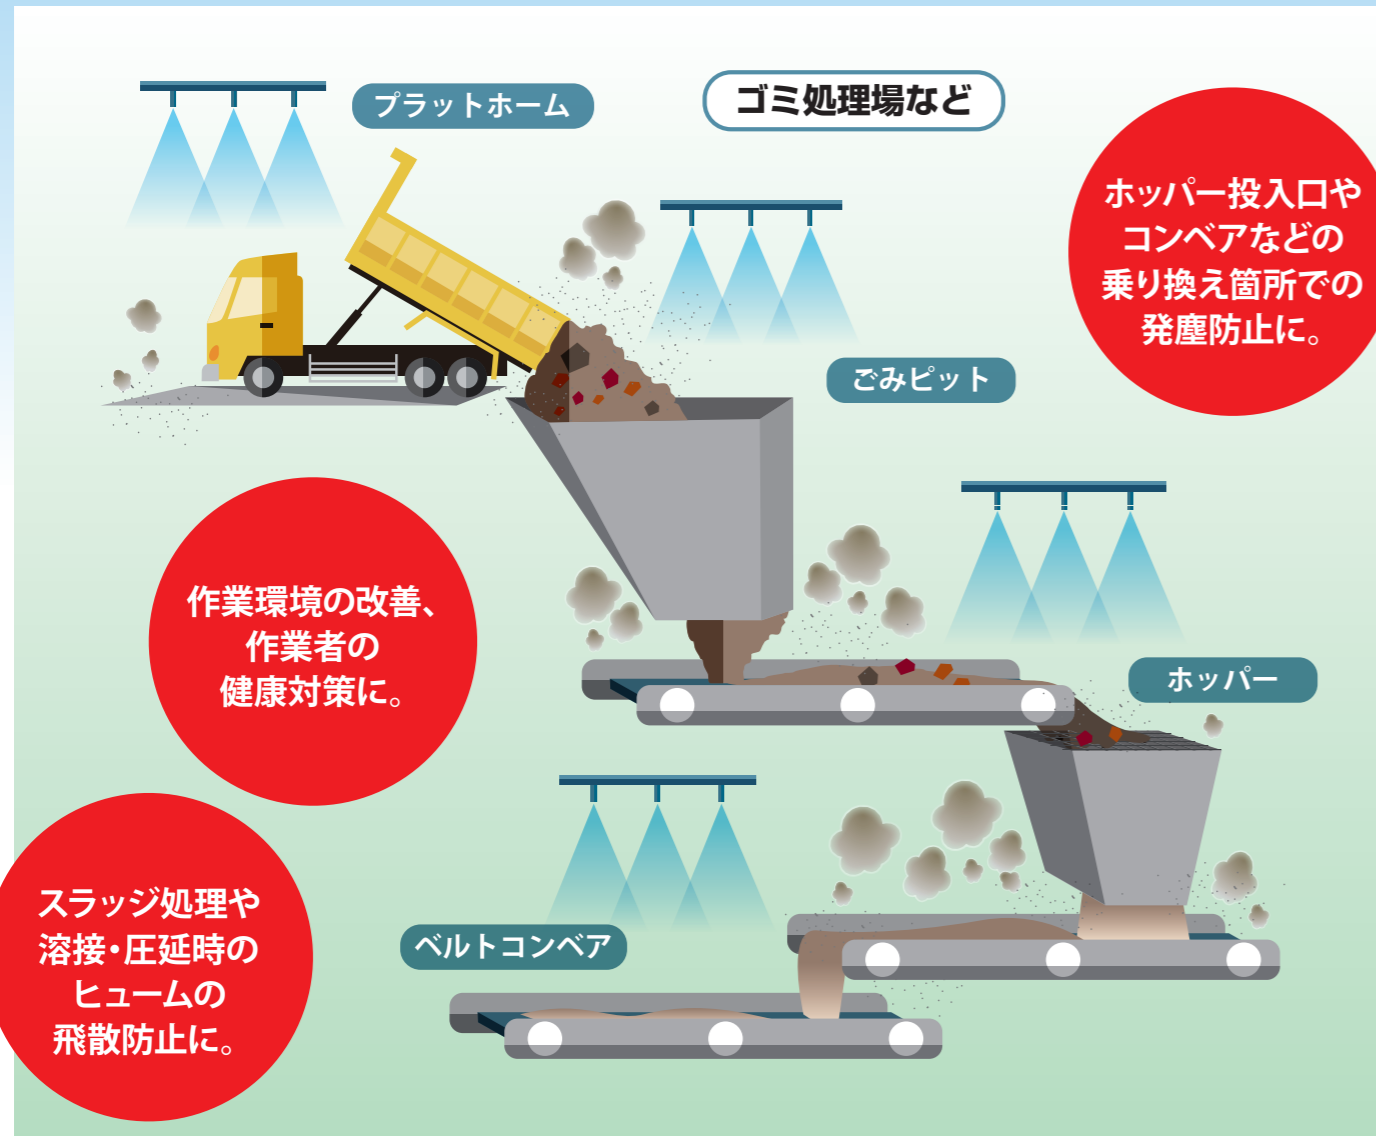 プラットホーム
ゴミ処理場など
ホッパー投入口や
コンベアなどの
乗り換え箇所での
発塵防止に。
ごみピット
作業環境の改善、
作業者の
健康対策に。
ホッパー
スラッジ処理や
溶接・圧延時の
ヒュームの
飛散防止に。
ベルトコンベア